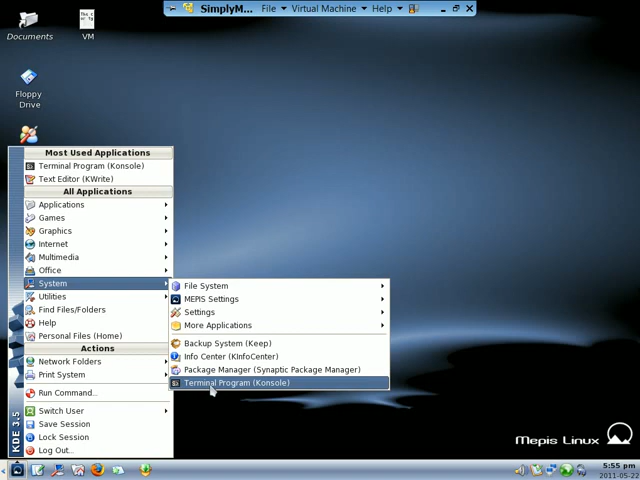 SimplyM... File Virtual Machine Help
Documents
VM
Floppy
Drive
Most Used Applications
Terminal Program (Konsole)
Text Editor (KWrite)
All Applications
Applications
Games
Graphics
Internet
Multimedia
Office
System
Utilities
Find Files/Folders
Help
Personal Files (Home)
Actions
Network Folders
Print System
Run Command...
Switch User
Save Session
Lock Session
Log Out...
KDE 3.5
File System
MEPIS Settings
Settings
More Applications
Backup System (Keep)
Info Center (KInfoCenter)
Package Manager (Synaptic Package Manager)
Terminal Program (Konsole)
Mepis Linux
5:55 pm
2011-05-22